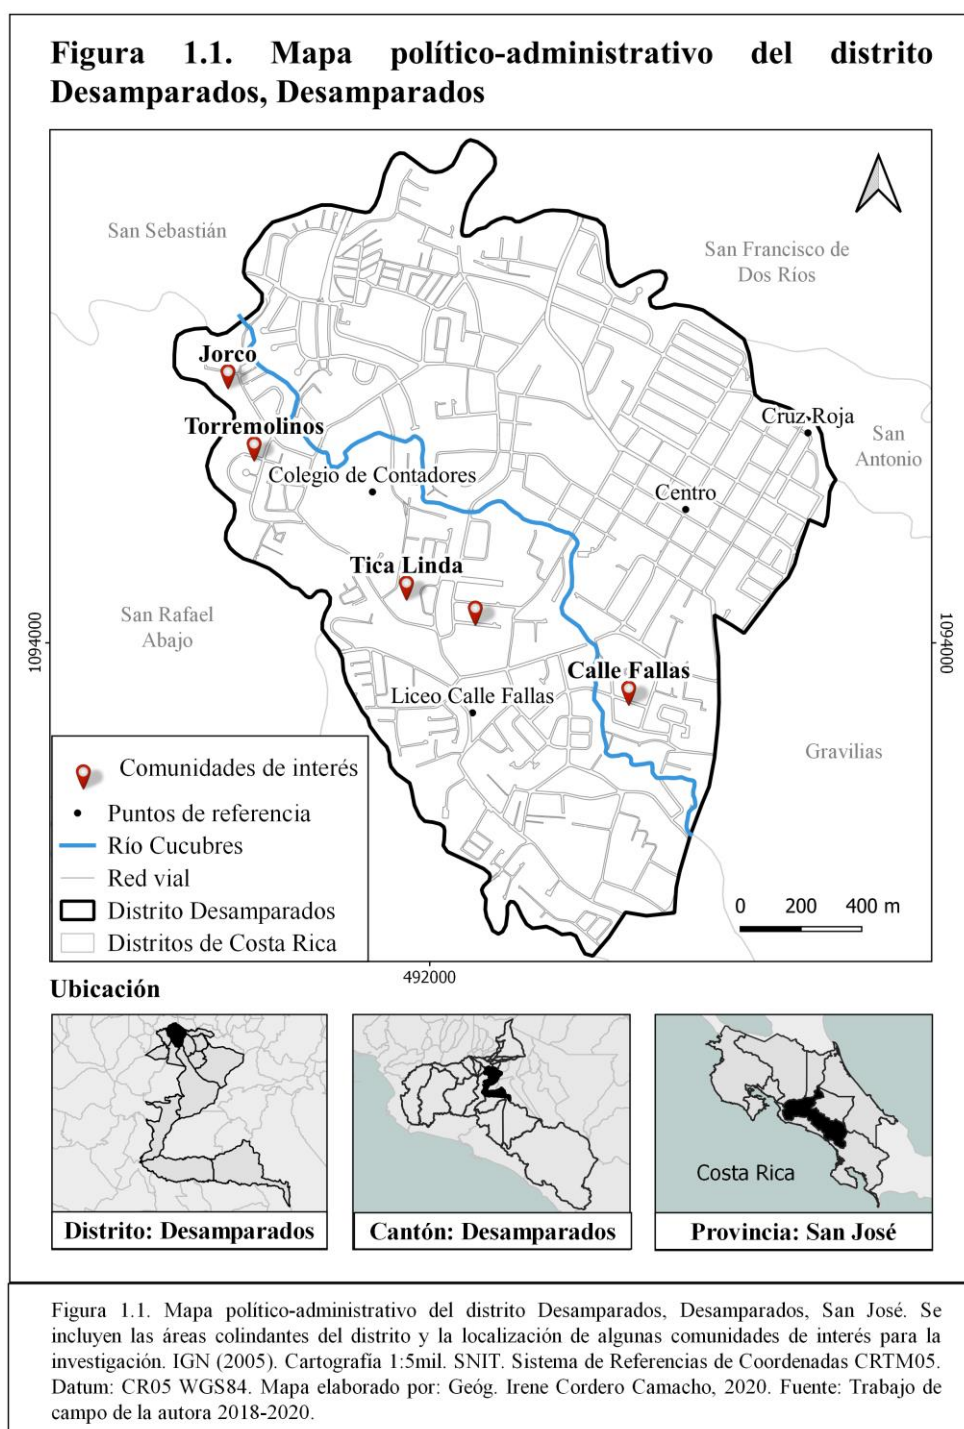 Figura 1.1. Mapa político-administrativo del distrito
Desamparados, Desamparados
San Sebastián
San Francisco de
Dos Ríos
Jorco
Torremolinos
Cruz Roja
San
Antonio
Colegio de Contadores
Centro
Tica Linda
San Rafael
Abajo
1094000
1094000
Calle Fallas
Liceo Calle Fallas
Gravilias
Comunidades de interés
Puntos de referencia
Río Cucubres
Red vial
Distrito Desamparados
Distritos de Costa Rica
0 200 400 m
492000
Ubicación
Costa Rica
Distrito: Desamparados
Cantón: Desamparados
Provincia: San José
Figura 1.1. Mapa político-administrativo del distrito Desamparados, Desamparados, San José. Se
incluyen las áreas colindantes del distrito y la localización de algunas comunidades de interés para la
investigación. IGN (2005). Cartografía 1:5mil. SNIT. Sistema de Referencias de Coordenadas CRTM05.
Datum: CR05 WGS84. Mapa elaborado por: Geóg. Irene Cordero Camacho, 2020. Fuente: Trabajo de
campo de la autora 2018-2020.